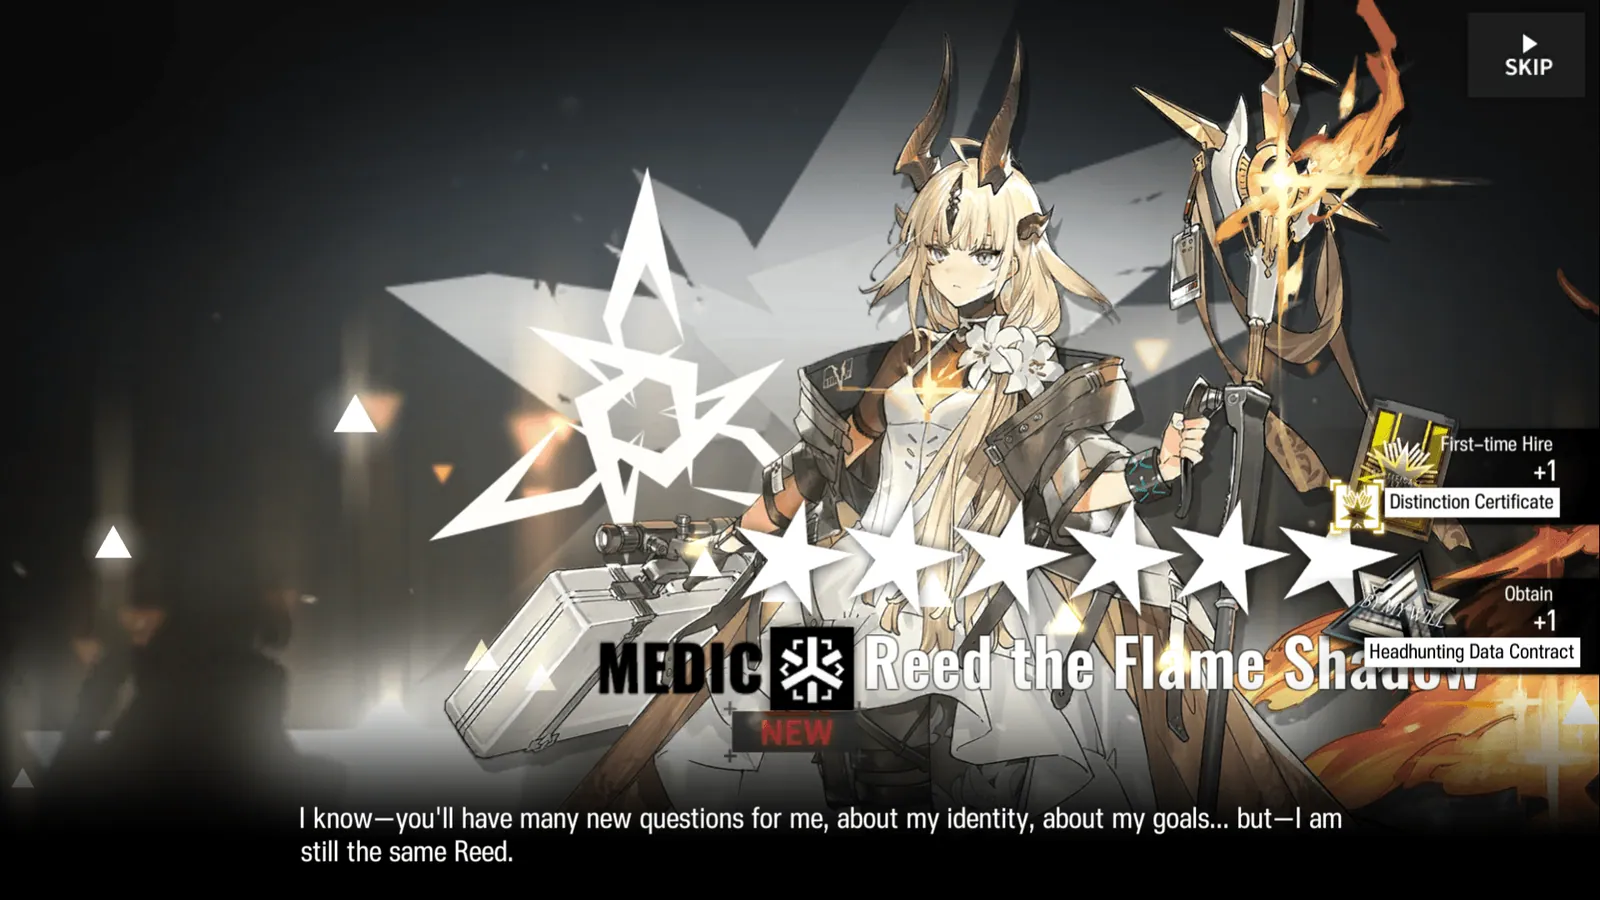 SKIP
First-time Hire
+1
Distinction Certificate
Obtain
+1
Headhunting Data Contract
MEDIC Reed the Flame Shadow
NEW
I know—you'll have many new questions for me, about my identity, about my goals... but—I am
still the same Reed.